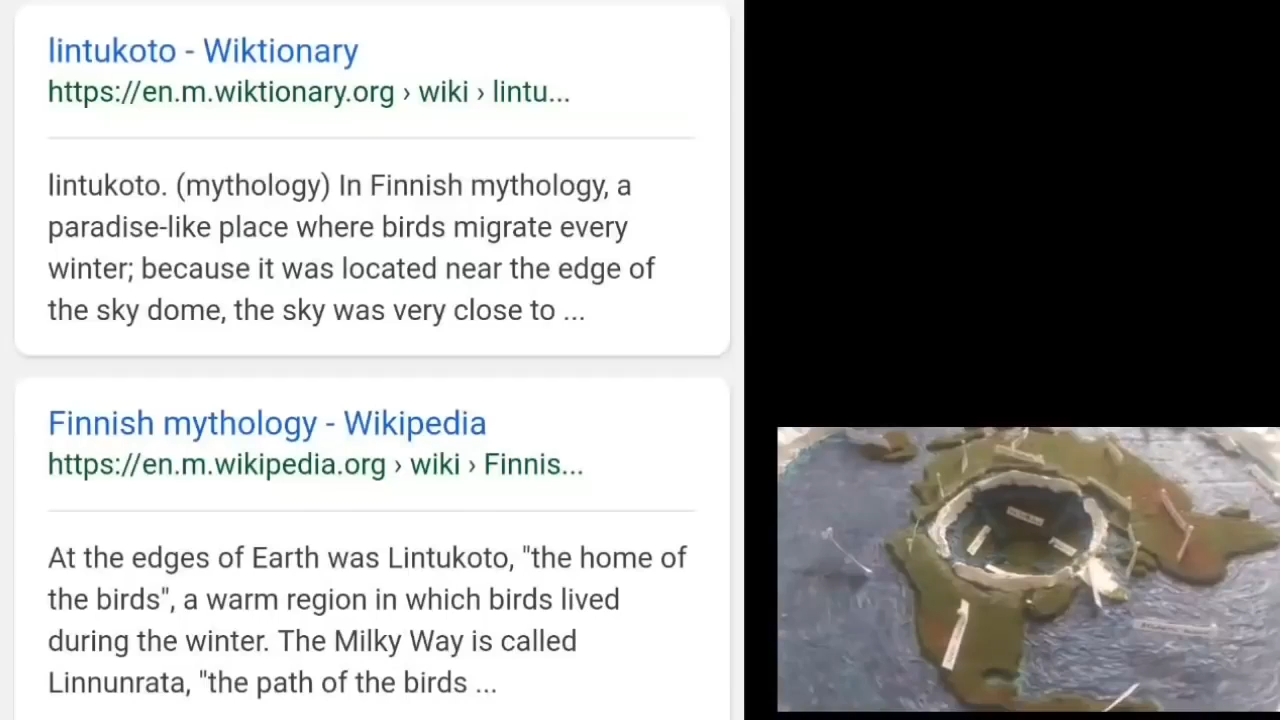 lintukoto - Wiktionary
https://en.m.wiktionary.org › wiki › lintu...
lintukoto. (mythology) In Finnish mythology, a
paradise-like place where birds migrate every
winter; because it was located near the edge of
the sky dome, the sky was very close to ...
Finnish mythology - Wikipedia
https://en.m.wikipedia.org › wiki › Finnis...
At the edges of Earth was Lintukoto, "the home of
the birds", a warm region in which birds lived
during the winter. The Milky Way is called
Linnunrata, "the path of the birds ...